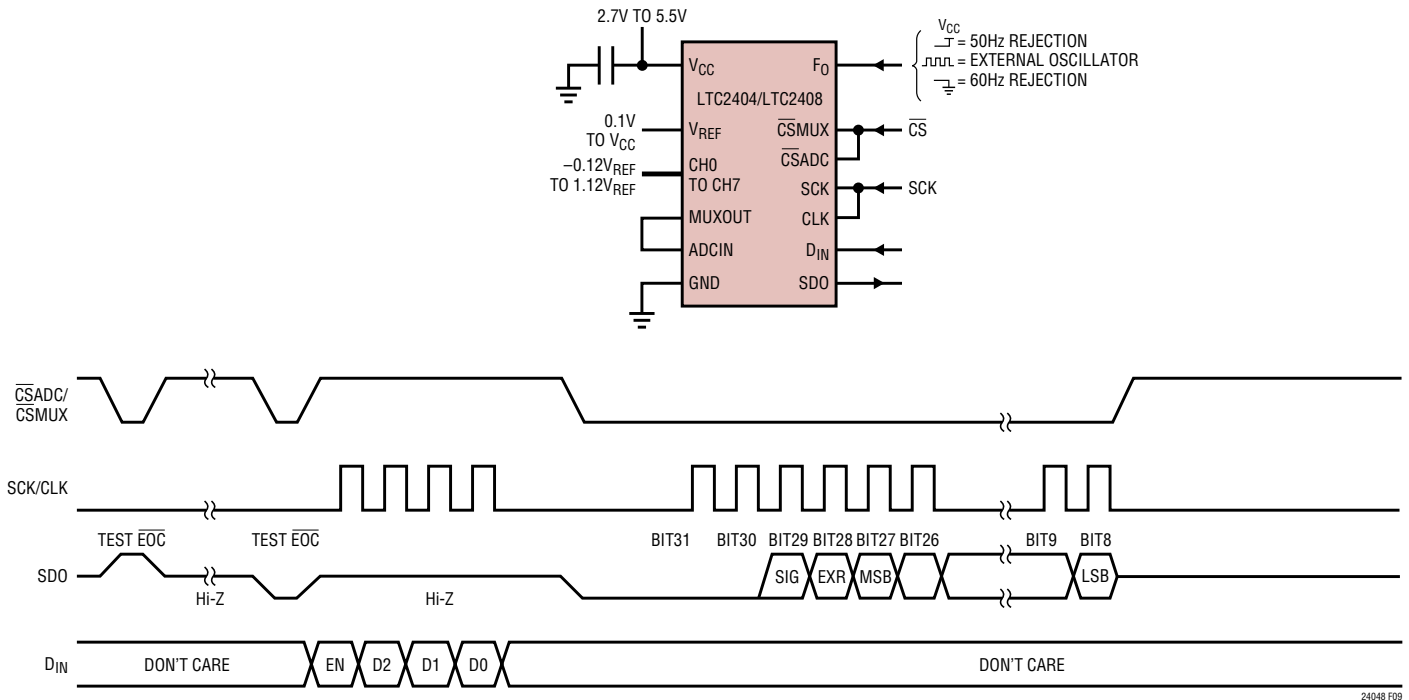 2.7V TO 5.5V
VCC
= 50Hz REJECTION
= EXTERNAL OSCILLATOR
= 60Hz REJECTION
VCC
FO
LTC2404/LTC2408
0.1V
TO VCC
VREF
CSMUX
CS
CSADC
–0.12VREF
TO 1.12VREF
CH0
TO CH7
SCK
SCK
MUXOUT
CLK
ADCIN
DIN
GND
SDO
CSADC/
CSMUX
SCK/CLK
TEST EOC
TEST EOC
BIT31
BIT30
BIT29
BIT28
BIT27
BIT26
BIT9
BIT8
SDO
SIG
EXR
MSB
LSB
Hi-Z
Hi-Z
DIN
DON'T CARE
EN
D2
D1
D0
DON'T CARE
24048 F09